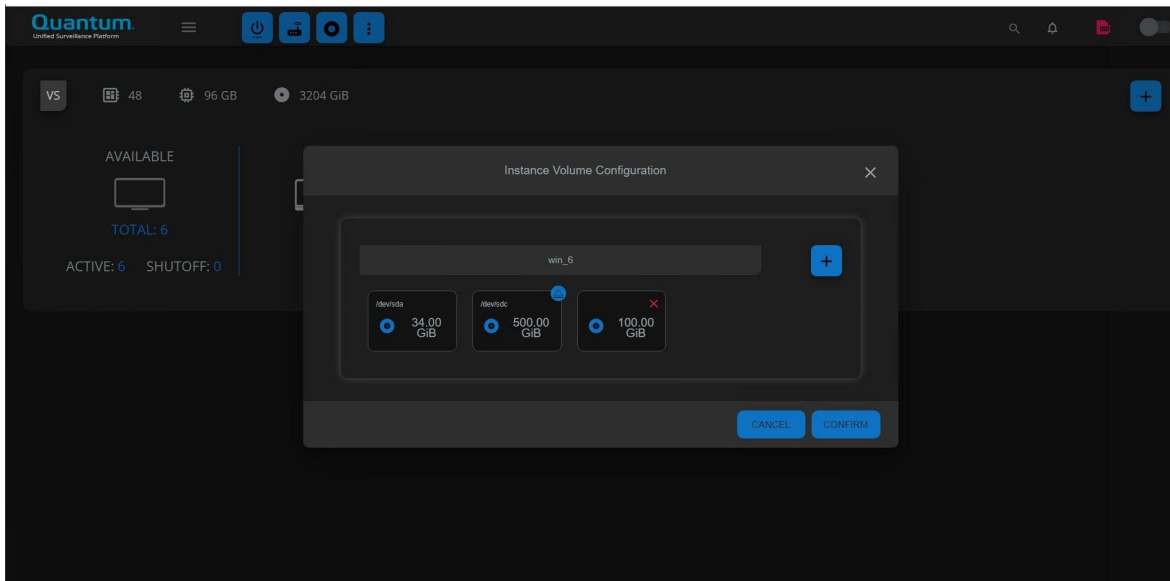 Quantum.
Unified Surveillance Platform
VS
48
96 GB
3204 GiB
AVAILABLE
TOTAL: 6
ACTIVE: 6 SHUTOFF: 0
Instance Volume Configuration
win_6
/dev/sda
34.00
GiB
/dev/sdc
500.00
GiB
100.00
GiB
CANCEL
CONFIRM